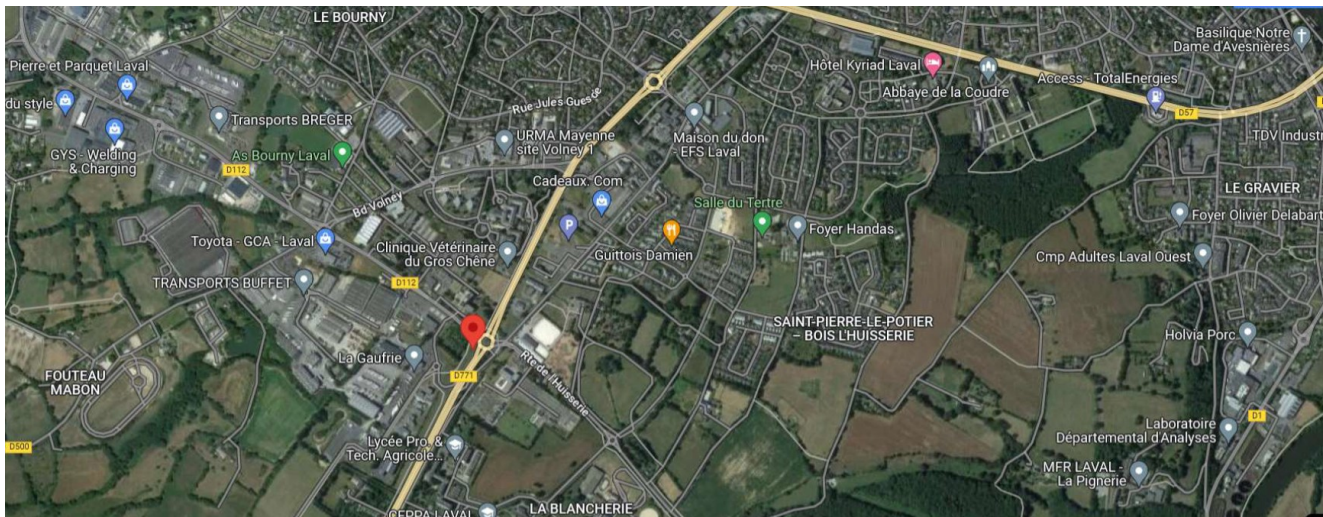 LE BOURNY
Basilique Notre
Dame d'Avesnières
Pierre et Parquet Laval
Hôtel Kyriad Laval
Access - TotalEnergies
Abbaye de la Coudre
du style
Rue Jules Guesde
Transports BREGER
D57
Maison du don
- EFS Laval
URMA Mayenne
site Volney 1
TDV Industr
GYS - Welding
& Charging
As Bourny Laval
D112
Cadeaux. Com
LE GRAVIER
Bd Volney
Salle du Tertre
Foyer Olivier Delabart
Foyer Handas
Toyota - GCA - Laval
Clinique Vétérinaire
du Gros Chêne
P
Guittois Damien
Cmp Adultes Laval Ouest
TRANSPORTS BUFFET
D112
SAINT-PIERRE-LE-POTIER
– BOIS L'HUISSERIE
Holvia Porc
La Gaufrie
Rte de l'Huisserie
D771
FOUTEAU
MABON
D1
Laboratoire
Départemental d'Analyses
D500
Lycée Pro. &
Tech. Agricole...
MFR LAVAL -
La Pignerie
CFPPA LAVAL
LA BLANCHERIE